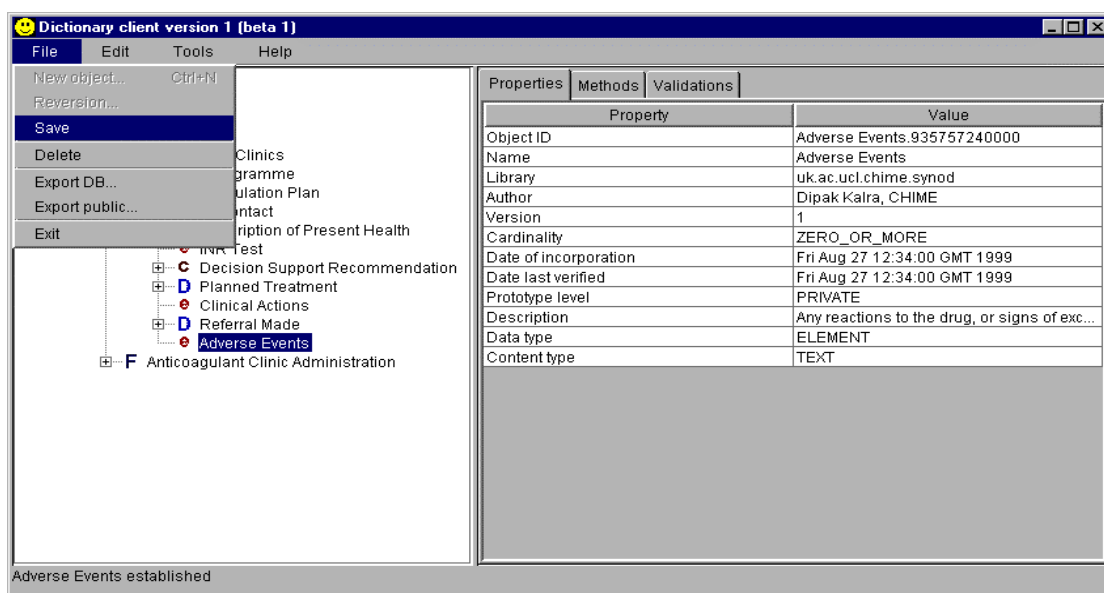 Dictionary client version 1 (beta 1)
File Edit Tools Help
New object... Ctrl+N
Reversion...
Save
Delete
Export DB...
Export public...
Exit
Clinics
gramme
ulation Plan
ntact
ription of Present Health
INR Test
C Decision Support Recommendation
D Planned Treatment
e Clinical Actions
D Referral Made
e Adverse Events
F Anticoagulant Clinic Administration
Properties Methods Validations
Property Value
Object ID Adverse Events.935757240000
Name Adverse Events
Library uk.ac.ucl.chime.synod
Author Dipak Kalra, CHIME
Version 1
Cardinality ZERO_OR_MORE
Date of incorporation Fri Aug 27 12:34:00 GMT 1999
Date last verified Fri Aug 27 12:34:00 GMT 1999
Prototype level PRIVATE
Description Any reactions to the drug, or signs of exc...
Data type ELEMENT
Content type TEXT
Adverse Events established